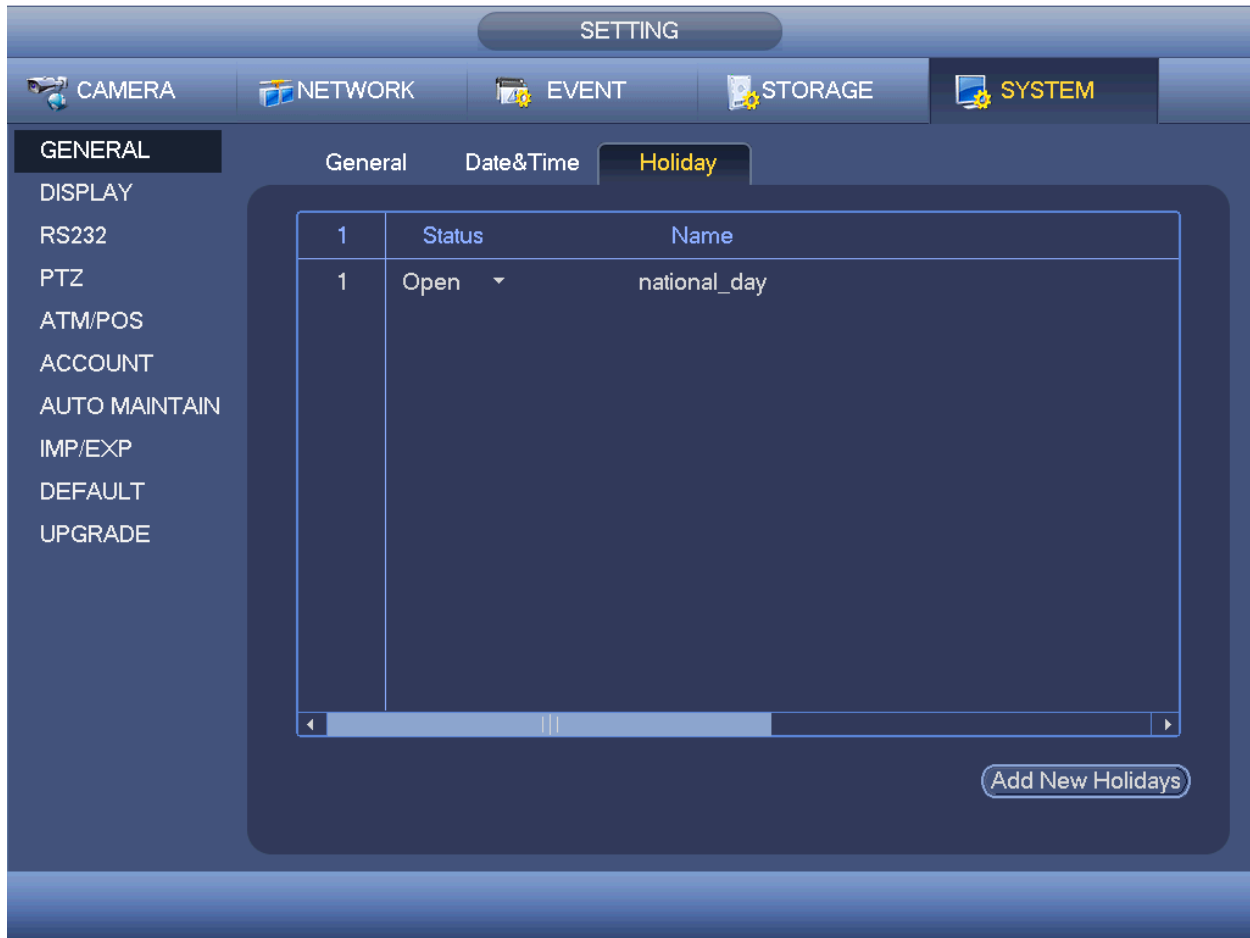 SETTING
CAMERA NETWORK EVENT STORAGE SYSTEM
GENERAL
DISPLAY
RS232
PTZ
ATM/POS
ACCOUNT
AUTO MAINTAIN
IMP/EXP
DEFAULT
UPGRADE
General Date&Time Holiday
1 Status Name
1 Open national_day
Add New Holidays